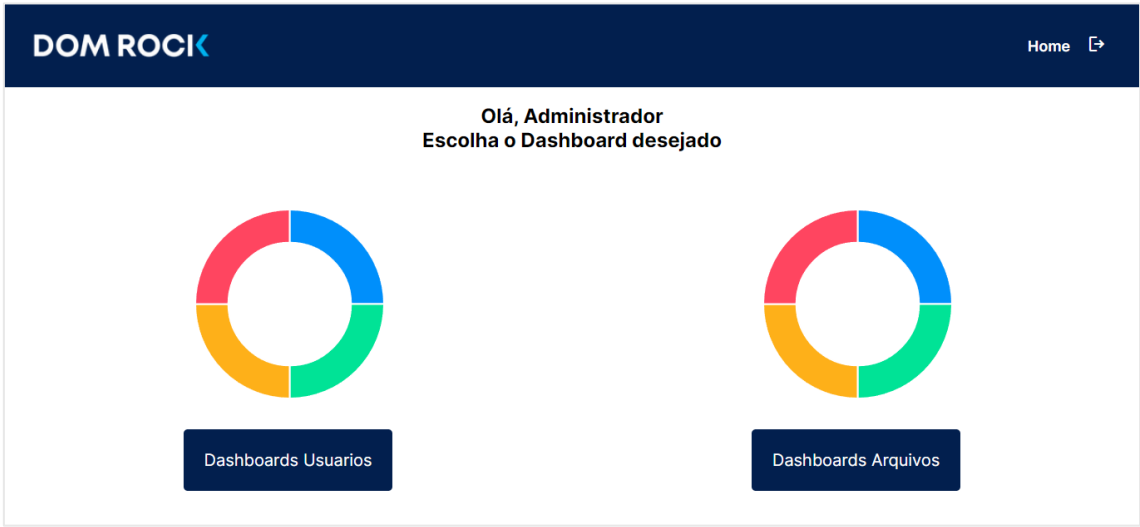 DOM ROCK
Home
Olá, Administrador
Escolha o Dashboard desejado
Dashboards Usuarios
Dashboards Arquivos